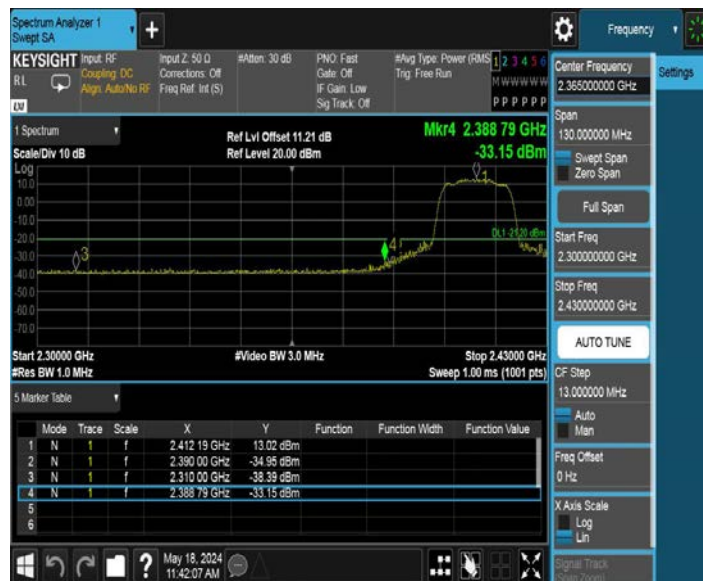 Spectrum Analyzer 1
Swept SA
+
Frequency
KEYSIGHT Input: RF Input Z: 50 Ω #Atten: 30 dB PNO: Fast #Avg Type: Power (RMS 1 2 3 4 5 6
RL Coupling: DC Corrections: Off Gate: Off Trig: Free Run
Align: Auto/No RF Freq Ref: Int (S) IF Gain: Low M W W W W W
Sig Track: Off P P P P P P
LXI
Center Frequency
2.365000000 GHz
Settings
Span
130.000000 MHz
Swept Span
Zero Span
Full Span
Start Freq
2.300000000 GHz
Stop Freq
2.430000000 GHz
AUTO TUNE
CF Step
13.000000 MHz
Auto
Man
Freq Offset
0 Hz
X Axis Scale
Log
Lin
Signal Track
(Span Zoom)
1 Spectrum
Scale/Div 10 dB
Ref Lvl Offset 11.21 dB
Ref Level 20.00 dBm
Mkr4 2.388 79 GHz
-33.15 dBm
Log
10.0
0.00
-10.0
-20.0
-30.0
-40.0
-50.0
-60.0
-70.0
1
3
4
DL1 -21.20 dBm
Start 2.30000 GHz #Video BW 3.0 MHz Stop 2.43000 GHz
#Res BW 1.0 MHz Sweep 1.00 ms (1001 pts)
5 Marker Table
Mode Trace Scale X Y Function Function Width Function Value
1 N 1 f 2.412 19 GHz 13.02 dBm
2 N 1 f 2.390 00 GHz -34.95 dBm
3 N 1 f 2.310 00 GHz -38.39 dBm
4 N 1 f 2.388 79 GHz -33.15 dBm
5
6
?
May 18, 2024
11:42:07 AM